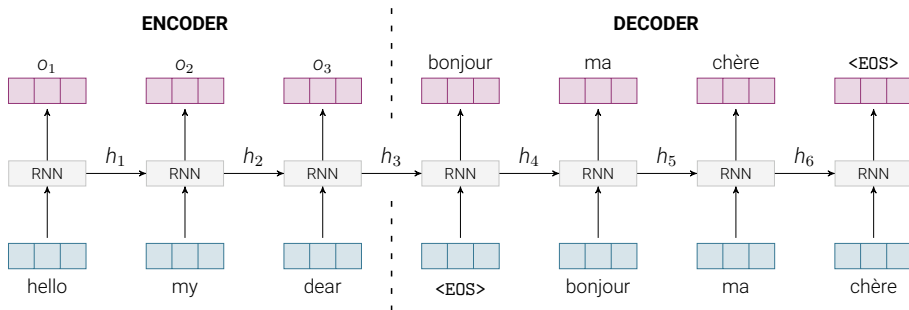 ENCODER DECODER
o₁ o₂ o₃ bonjour ma chère <EOS>
h₁ h₂ h₃ h₄ h₅ h₆
RNN RNN RNN RNN RNN RNN RNN
hello my dear <EOS> bonjour ma chère